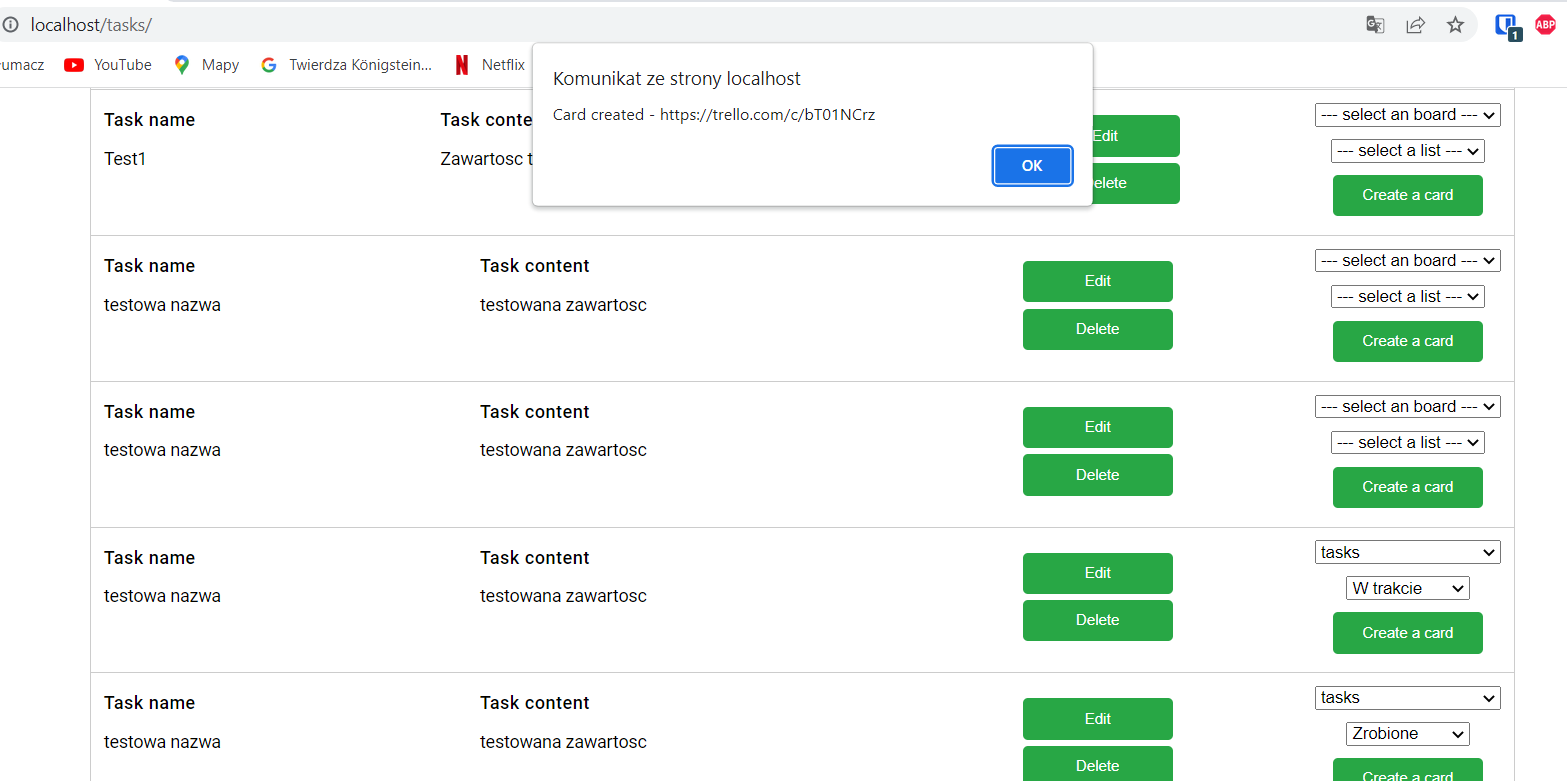 localhost/tasks/
umacz YouTube Mapy Twierdza Königstein... Netflix
1
ABP
Komunikat ze strony localhost
Card created - https://trello.com/c/bT01NCrz
OK
Task name Task conte
Test1 Zawartosc t
Edit
elete
--- select an board ---
--- select a list ---
Create a card
Task name Task content
testowa nazwa testowana zawartosc
Edit
Delete
--- select an board ---
--- select a list ---
Create a card
Task name Task content
testowa nazwa testowana zawartosc
Edit
Delete
--- select an board ---
--- select a list ---
Create a card
Task name Task content
testowa nazwa testowana zawartosc
Edit
Delete
tasks
W trakcie
Create a card
Task name Task content
testowa nazwa testowana zawartosc
Edit
Delete
tasks
Zrobione
Create a card